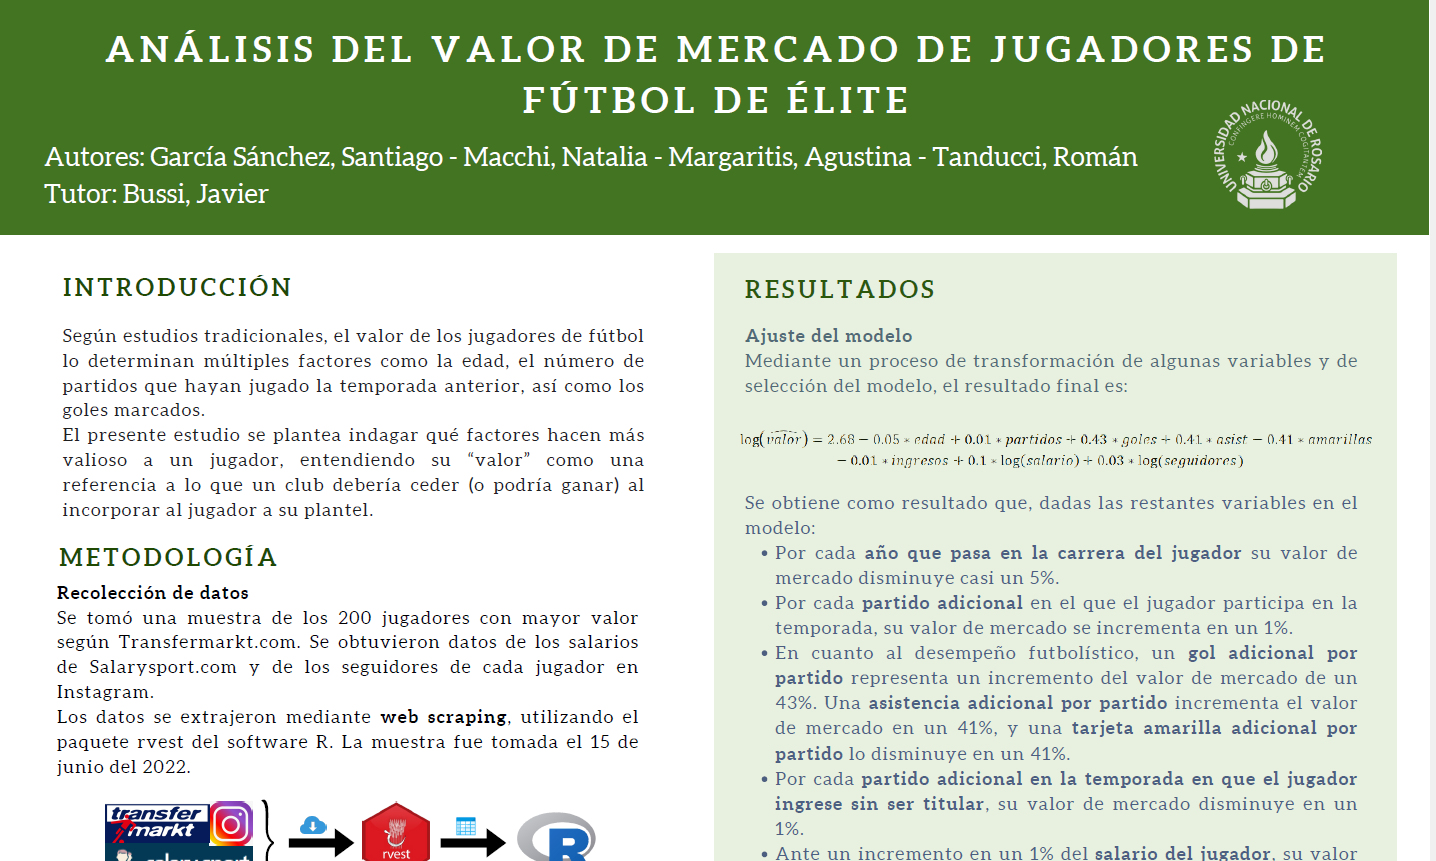 ANÁLISIS DEL VALOR DE MERCADO DE JUGADORES DE
FÚTBOL DE ÉLITE
Autores: García Sánchez, Santiago - Macchi, Natalia - Margaritis, Agustina - Tanducci, Román
Tutor: Bussi, Javier
UNIVERSIDAD NACIONAL DE ROSARIO
CONFINGERE HOMINEM COGITANTEM
INTRODUCCIÓN
Según estudios tradicionales, el valor de los jugadores de fútbol
lo determinan múltiples factores como la edad, el número de
partidos que hayan jugado la temporada anterior, así como los
goles marcados.
El presente estudio se plantea indagar qué factores hacen más
valioso a un jugador, entendiendo su “valor” como una
referencia a lo que un club debería ceder (o podría ganar) al
incorporar al jugador a su plantel.
METODOLOGÍA
Recolección de datos
Se tomó una muestra de los 200 jugadores con mayor valor
según Transfermarkt.com. Se obtuvieron datos de los salarios
de Salarysport.com y de los seguidores de cada jugador en
Instagram.
Los datos se extrajeron mediante web scraping, utilizando el
paquete rvest del software R. La muestra fue tomada el 15 de
junio del 2022.
transfer
markt
salary sport
rvest
R
RESULTADOS
Ajuste del modelo
Mediante un proceso de transformación de algunas variables y de
selección del modelo, el resultado final es:
log(valor̂) = 2.68 − 0.05 * edad + 0.01 * partidos + 0.43 * goles + 0.41 * asist − 0.41 * amarillas
− 0.01 * ingresos + 0.1 * log(salario) + 0.03 * log(seguidores)
Se obtiene como resultado que, dadas las restantes variables en el
modelo:
• Por cada año que pasa en la carrera del jugador su valor de
mercado disminuye casi un 5%.
• Por cada partido adicional en el que el jugador participa en la
temporada, su valor de mercado se incrementa en un 1%.
• En cuanto al desempeño futbolístico, un gol adicional por
partido representa un incremento del valor de mercado de un
43%. Una asistencia adicional por partido incrementa el valor
de mercado en un 41%, y una tarjeta amarilla adicional por
partido lo disminuye en un 41%.
• Por cada partido adicional en la temporada en que el jugador
ingrese sin ser titular, su valor de mercado disminuye en un
1%.
• Ante un incremento en un 1% del salario del jugador, su valor